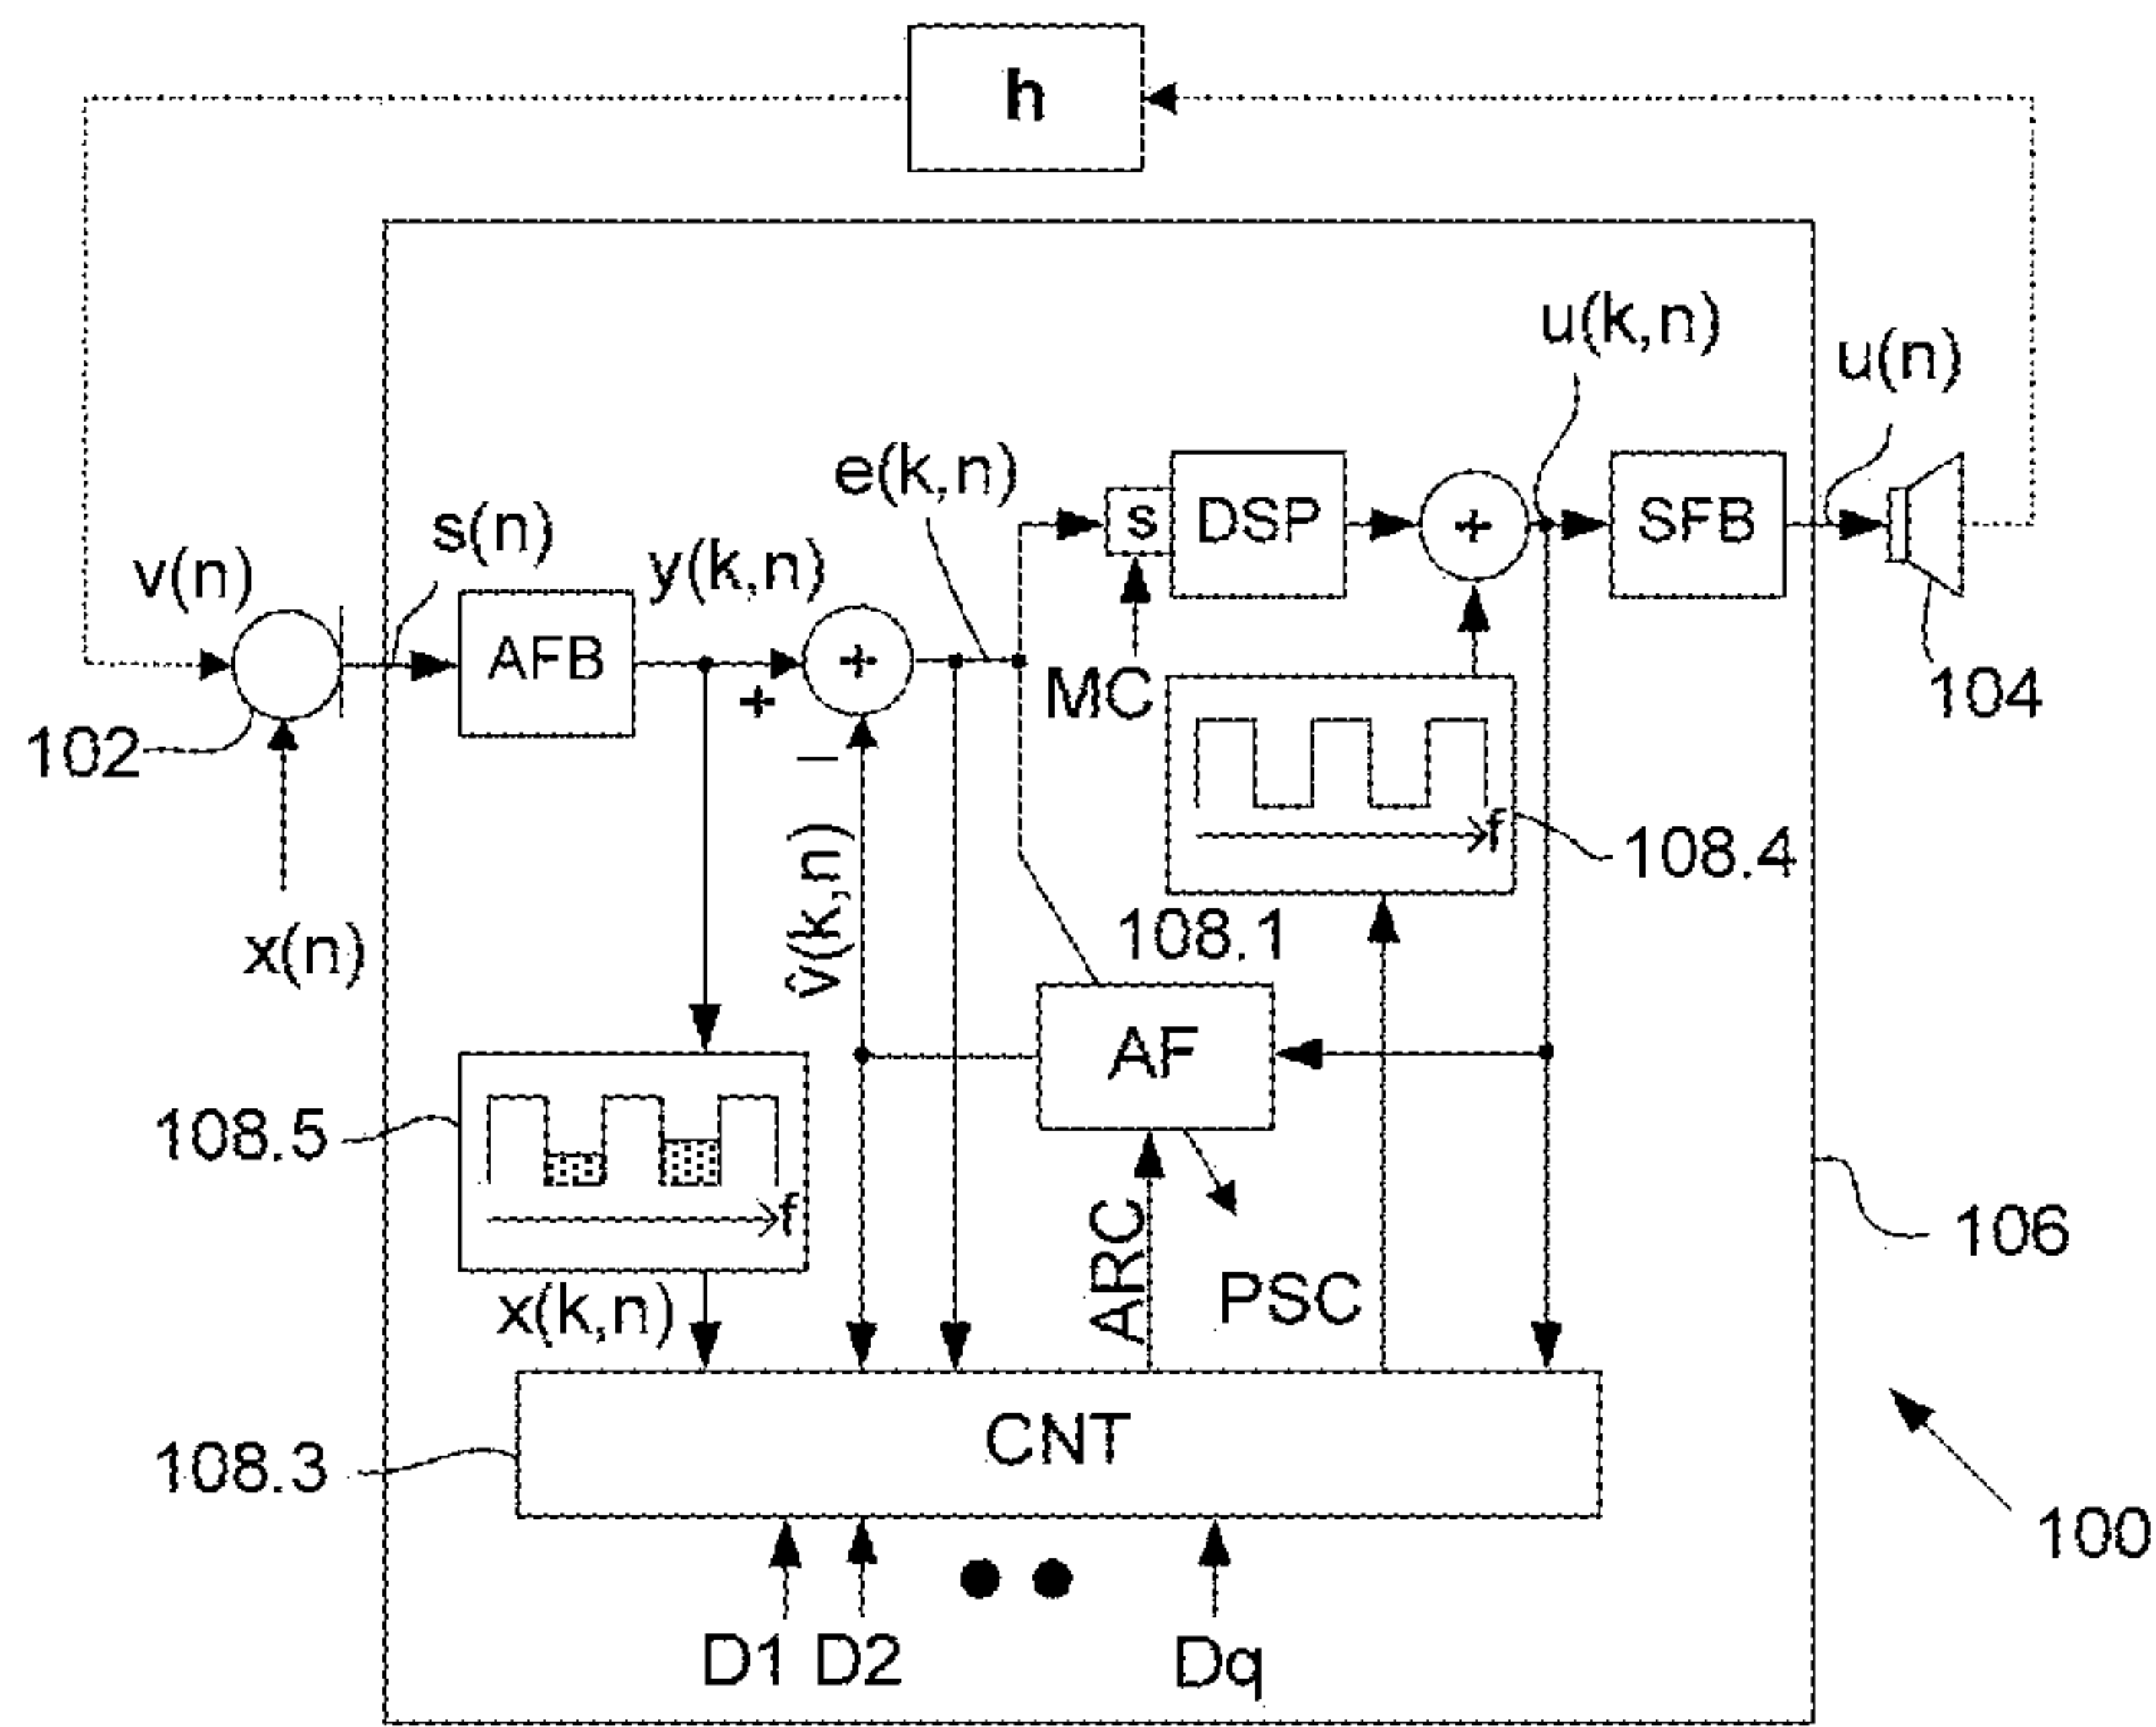 h
u(k,n)
u(n)
e(k,n)
s
DSP
+
SFB
s(n)
v(n)
y(k,n)
AFB
+
+
MC
104
102
–
f
108.4
v̂(k,n)
x(n)
108.1
AF
108.5
f
ARC
PSC
106
x(k,n)
CNT
108.3
100
D1 D2 Dq